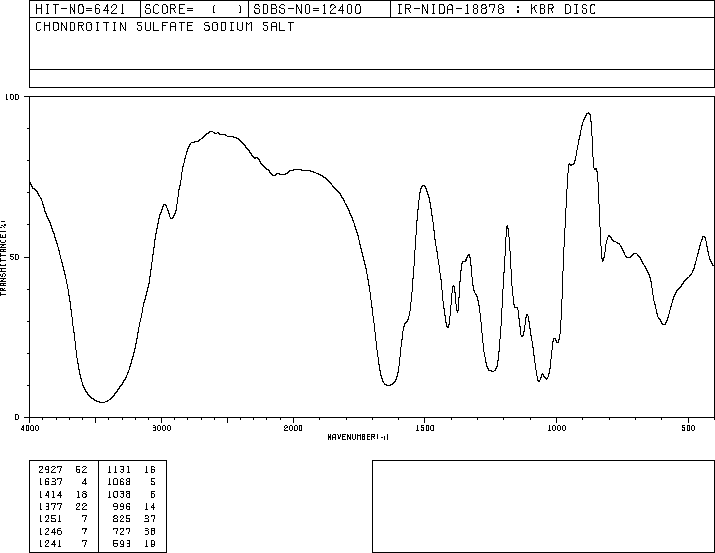 HIT-NO=6421 SCORE= ( ) SDBS-NO=12400 IR-NIDA-18878 : KBR DISC
CHONDROITIN SULFATE SODIUM SALT
100
50
0
TRANSMITTANCE(%)
4000 3000 2000 1500 1000 500
WAVENUMBER(-1)
2927 62 1131 16
1637 4 1068 5
1414 18 1038 6
1377 22 996 14
1251 7 825 37
1246 7 727 38
1241 7 593 19